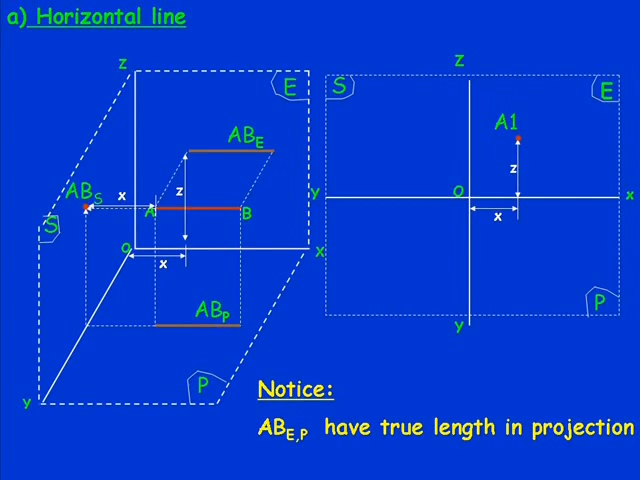 a) Horizontal line
Z
E
AB_E
z
AB_S
x
A
B
S
O
x
X
AB_P
P
Y
Z
S
E
A1
z
Y
O
x
x
P
Y
Notice:
AB_E,P have true length in projection